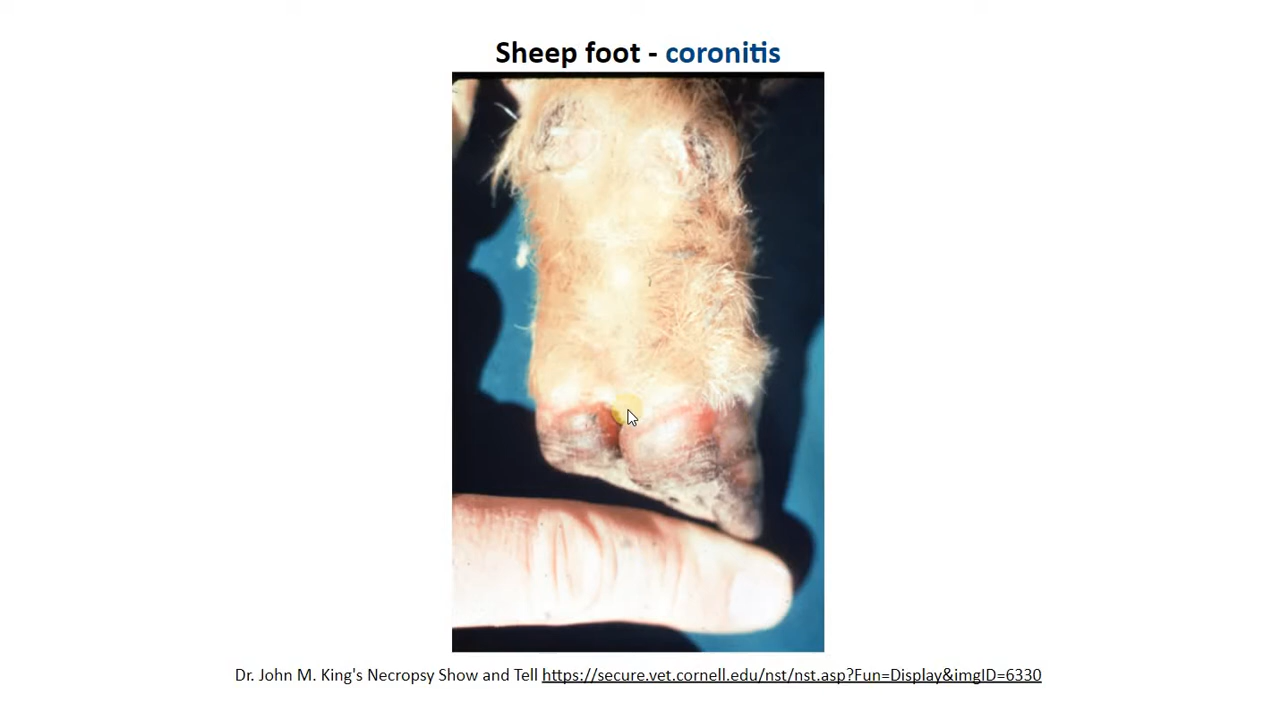 Sheep foot - coronitis
Dr. John M. King's Necropsy Show and Tell https://secure.vet.cornell.edu/nst/nst.asp?Fun=Display&imgID=6330